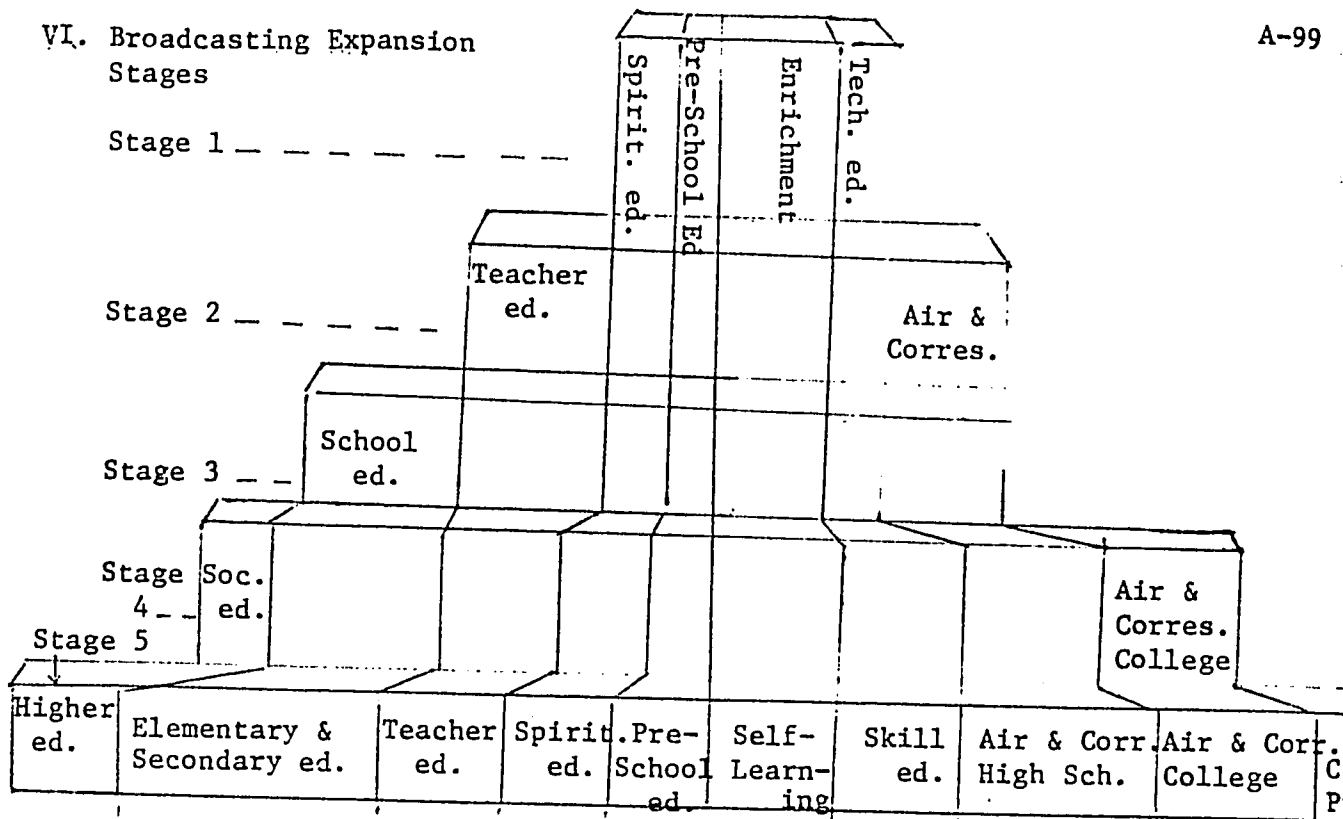 VI. Broadcasting Expansion
Stages
A-99
Stage 1
Spirit. ed.
Pre-School Ed
Enrichment
Tech. ed.
Stage 2
Teacher
ed.
Air &
Corres.
Stage 3
School
ed.
Stage
4
Soc.
ed.
Air &
Corres.
College
Stage 5
Higher
ed.
Elementary &
Secondary ed.
Teacher
ed.
Spirit.
ed.
Pre-
School
ed.
Self-
Learn-
ing
Skill
ed.
Air & Corr.
High Sch.
Air & Corr.
College
C
P